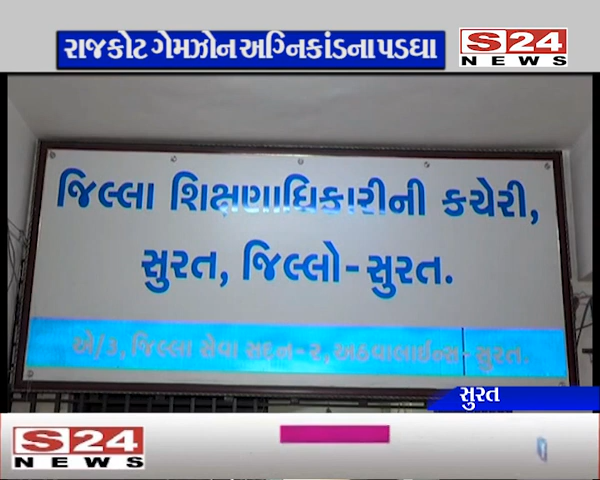 રાજકોટ ગેમઝોન અગ્નિકાંડના પડઘા
S24
NEWS
જિલ્લા શિક્ષણાધિકારીની કચેરી,
સુરત, જિલ્લો-સુરત.
એ/૩, જિલ્લા સેવા સદન-૨, અઠવાલાઈન્સ-સુરત.
સુરત
S24
NEWS